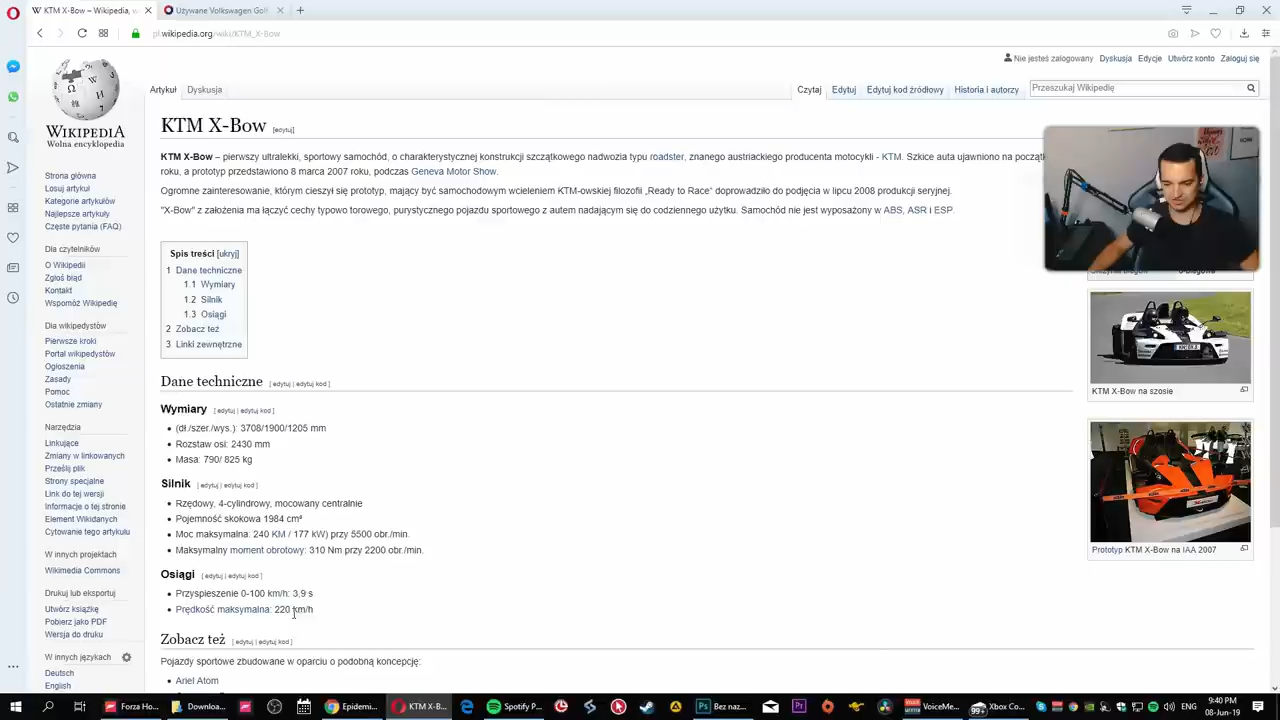 KTM X-Bow – Wikipedia, w
Używane Volkswagen Golf
pl.wikipedia.org/wiki/KTM_X-Bow
Nie jesteś zalogowany Dyskusja Edycje Utwórz konto Zaloguj się
Artykuł Dyskusja Czytaj Edytuj Edytuj kod źródłowy Historia i autorzy Przeszukaj Wikipedię
WIKIPEDIA
Wolna encyklopedia
Strona główna
Losuj artykuł
Kategorie artykułów
Najlepsze artykuły
Częste pytania (FAQ)
Dla czytelników
O Wikipedii
Zgłoś błąd
Kontakt
Wspomóż Wikipedię
Dla wikipedystów
Pierwsze kroki
Portal wikipedystów
Ogłoszenia
Zasady
Pomoc
Ostatnie zmiany
Narzędzia
Linkujące
Zmiany w linkowanych
Prześlij plik
Strony specjalne
Link do tej wersji
Informacje o tej stronie
Element Wikidanych
Cytowanie tego artykułu
W innych projektach
Wikimedia Commons
Drukuj lub eksportuj
Utwórz książkę
Pobierz jako PDF
Wersja do druku
W innych językach
Deutsch
English
KTM X-Bow [edytuj]
KTM X-Bow – pierwszy ultralekki, sportowy samochód, o charakterystycznej konstrukcji szczątkowego nadwozia typu roadster, znanego austriackiego producenta motocykli - KTM. Szkice auta ujawniono na począt
roku, a prototyp przedstawiono 8 marca 2007 roku, podczas Geneva Motor Show.
Ogromne zainteresowanie, którym cieszył się prototyp, mający być samochodowym wcieleniem KTM-owskiej filozofii „Ready to Race" doprowadziło do podjęcia w lipcu 2008 produkcji seryjnej.
"X-Bow" z założenia ma łączyć cechy typowo torowego, purystycznego pojazdu sportowego z autem nadającym się do codziennego użytku. Samochód nie jest wyposażony w ABS, ASR i ESP.
Spis treści [ukryj]
1 Dane techniczne
1.1 Wymiary
1.2 Silnik
1.3 Osiągi
2 Zobacz też
3 Linki zewnętrzne
Dane techniczne [ edytuj | edytuj kod ]
Wymiary [ edytuj | edytuj kod ]
(dł./szer./wys.): 3708/1900/1205 mm
Rozstaw osi: 2430 mm
Masa: 790/ 825 kg
Silnik [ edytuj | edytuj kod ]
Rzędowy, 4-cylindrowy, mocowany centralnie
Pojemność skokowa 1984 cm³
Moc maksymalna: 240 KM / 177 kW) przy 5500 obr./min.
Maksymalny moment obrotowy: 310 Nm przy 2200 obr./min.
Osiągi [ edytuj | edytuj kod ]
Przyspieszenie 0-100 km/h: 3,9 s
Prędkość maksymalna: 220 km/h
Zobacz też [ edytuj | edytuj kod ]
Pojazdy sportowe zbudowane w oparciu o podobną koncepcję:
Ariel Atom
KTM X-Bow na szosie
Prototyp KTM X-Bow na IAA 2007
Forza Ho... Downloa... Epidemi... KTM X-B... Spotify P... Bez naz... VoiceMe... Xbox Co...
99+
9:40 PM
08-Jun-19